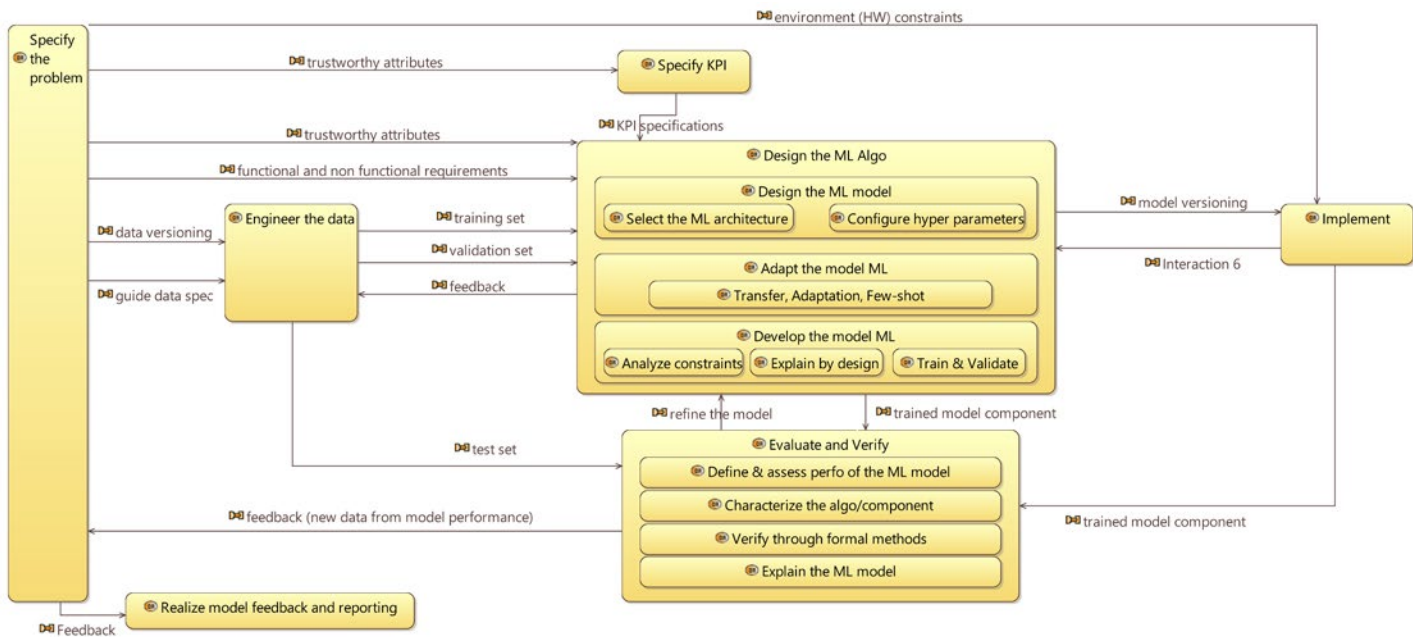 environment (HW) constraints
Specify
the
problem
trustworthy attributes
Specify KPI
KPI specifications
trustworthy attributes
Design the ML Algo
functional and non functional requirements
Design the ML model
Select the ML architecture
Configure hyper parameters
model versioning
Implement
Engineer the data
training set
data versioning
validation set
Interaction 6
guide data spec
feedback
Adapt the model ML
Transfer, Adaptation, Few-shot
Develop the model ML
Analyze constraints
Explain by design
Train & Validate
refine the model
trained model component
Evaluate and Verify
test set
Define & assess perfo of the ML model
Characterize the algo/component
feedback (new data from model performance)
trained model component
Verify through formal methods
Explain the ML model
Realize model feedback and reporting
Feedback